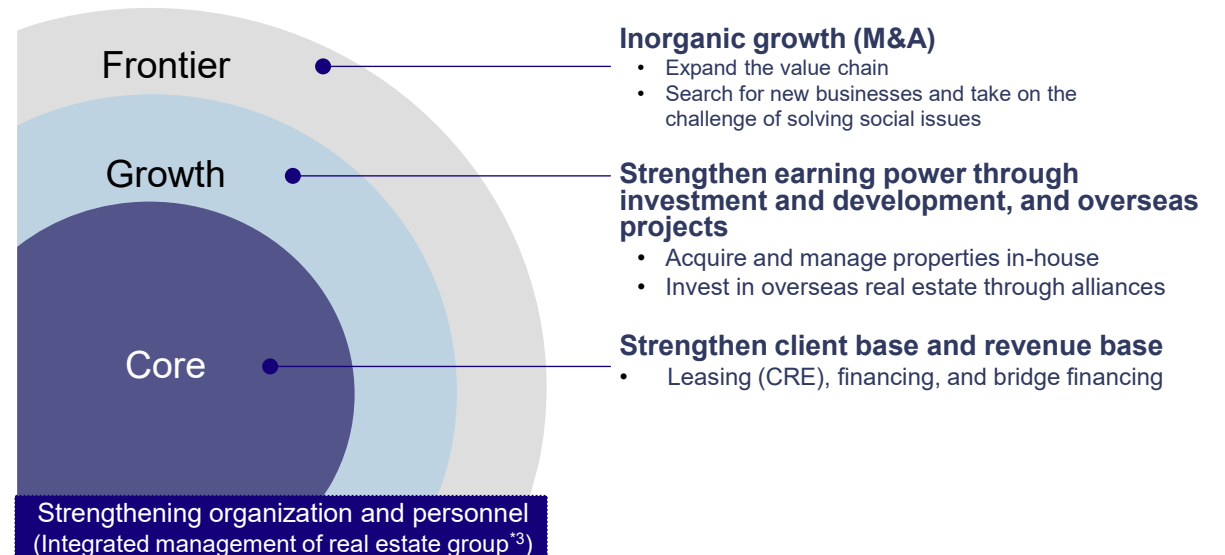 Frontier
Inorganic growth (M&A)
• Expand the value chain
• Search for new businesses and take on the
challenge of solving social issues
Growth
Strengthen earning power through
investment and development, and overseas
projects
• Acquire and manage properties in-house
• Invest in overseas real estate through alliances
Core
Strengthen client base and revenue base
• Leasing (CRE), financing, and bridge financing
Strengthening organization and personnel
(Integrated management of real estate group*3)